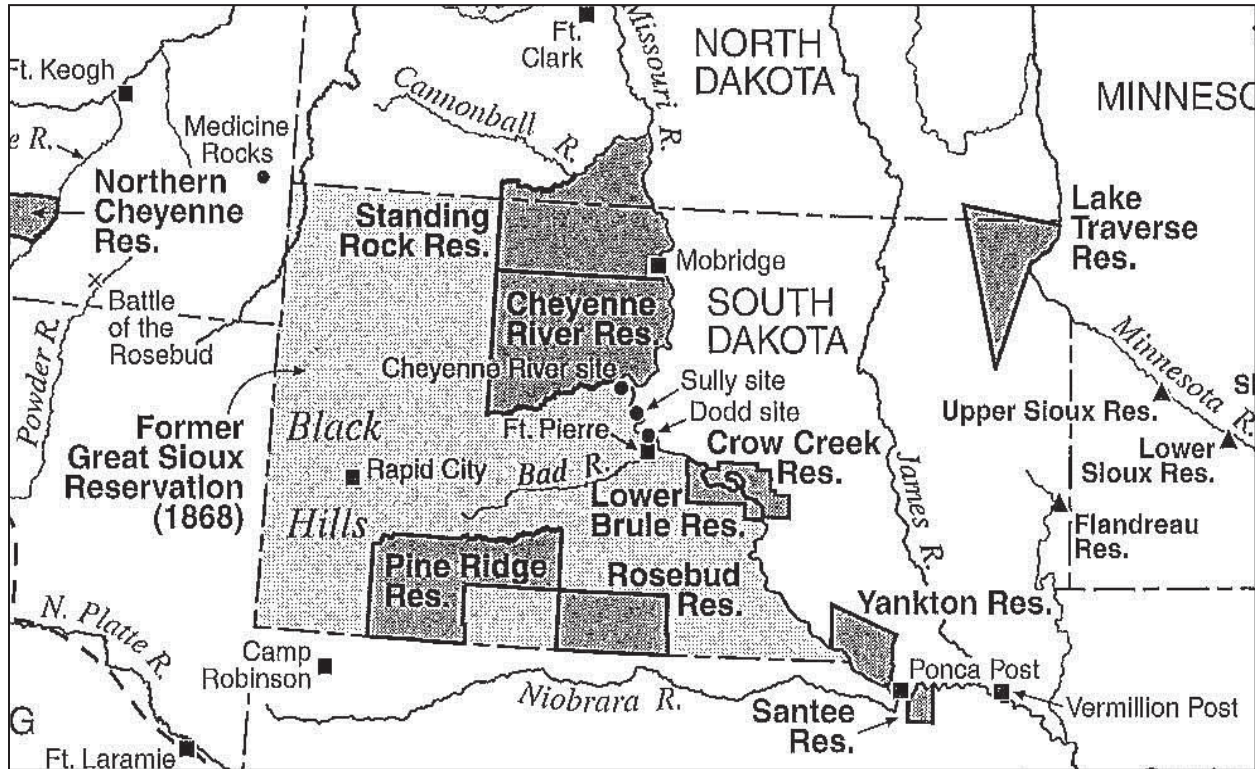 Ft. Keogh
Ft.
Clark
Missouri R.
NORTH
DAKOTA
MINNESO
Cannonball R.
e R.
Medicine
Rocks
Northern
Cheyenne
Res.
Standing
Rock Res.
Lake
Traverse
Res.
Mobridge
Battle
of the
Rosebud
Powder R.
Cheyenne
River Res.
SOUTH
DAKOTA
Minnesota R.
Cheyenne River site
Sully site
Dodd site
Upper Sioux Res.
Lower
Sioux Res.
Former
Great Sioux
Reservation
(1868)
Black
Hills
Ft. Pierre
Rapid City
Bad R.
Crow Creek
Res.
Lower
Brule Res.
James R.
Flandreau
Res.
Pine Ridge
Res.
Rosebud
Res.
Yankton Res.
N. Platte R.
Camp
Robinson
Niobrara R.
Ponca Post
Vermillion Post
Santee
Res.
G
Ft. Laramie